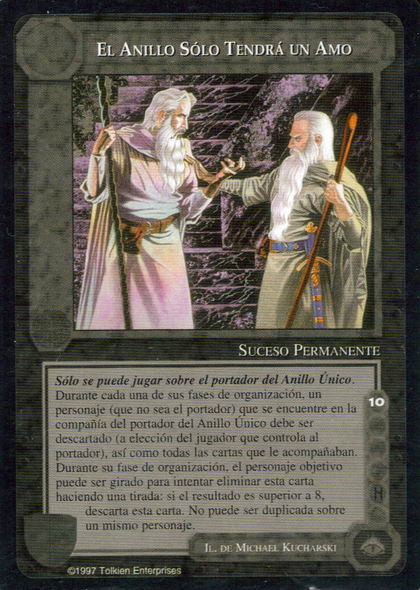 El Anillo Sólo Tendrá un Amo
Suceso Permanente
Sólo se puede jugar sobre el portador del Anillo Único.
Durante cada una de sus fases de organización, un
personaje (que no sea el portador) que se encuentre en la
compañía del portador del Anillo Único debe ser
descartado (a elección del jugador que controla al
portador), así como todas las cartas que le acompañaban.
Durante su fase de organización, el personaje objetivo
puede ser girado para intentar eliminar esta carta
haciendo una tirada: si el resultado es superior a 8,
descarta esta carta. No puede ser duplicada sobre
un mismo personaje.
10
Il. de Michael Kucharski
©1997 Tolkien Enterprises